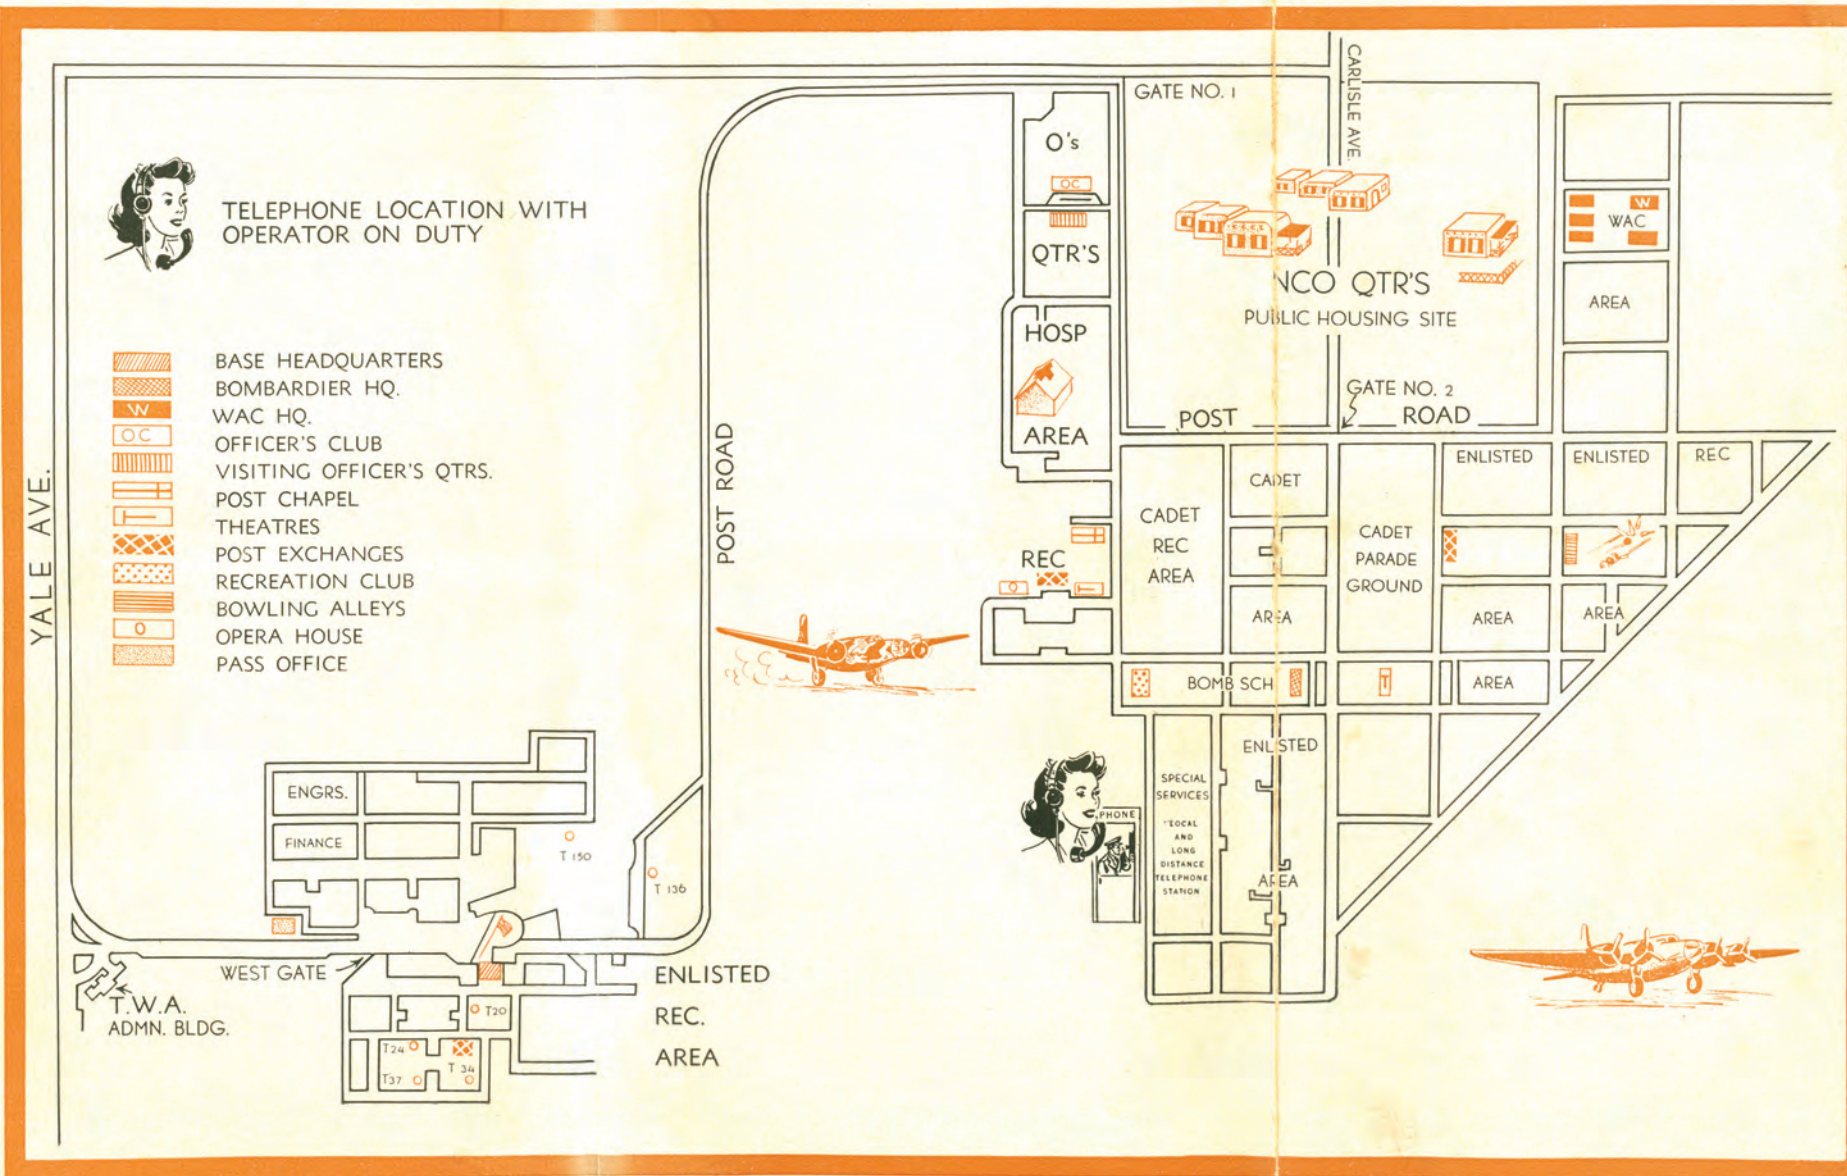 CARLISLE AVE.
GATE NO. 1
O's
OC
TELEPHONE LOCATION WITH
OPERATOR ON DUTY
W
WAC
QTR'S
NCO QTR'S
PUBLIC HOUSING SITE
AREA
HOSP
AREA
GATE NO. 2
POST ROAD
BASE HEADQUARTERS
BOMBARDIER HQ.
W
WAC HQ.
OC
OFFICER'S CLUB
VISITING OFFICER'S QTRS.
POST CHAPEL
T
THEATRES
POST EXCHANGES
RECREATION CLUB
BOWLING ALLEYS
O
OPERA HOUSE
PASS OFFICE
YALE AVE.
POST ROAD
ENLISTED
ENLISTED
REC
CADET
CADET
REC
AREA
CADET
PARADE
GROUND
REC
O
T
AREA
AREA
AREA
BOMB SCH
T
AREA
ENLISTED
AREA
SPECIAL
SERVICES
"LOCAL
AND
LONG
DISTANCE
TELEPHONE
STATION
PHONE
ENGRS.
FINANCE
T 150
T 136
WEST GATE
T.W.A.
ADMN. BLDG.
T20
T24
T 34
T37
ENLISTED
REC.
AREA